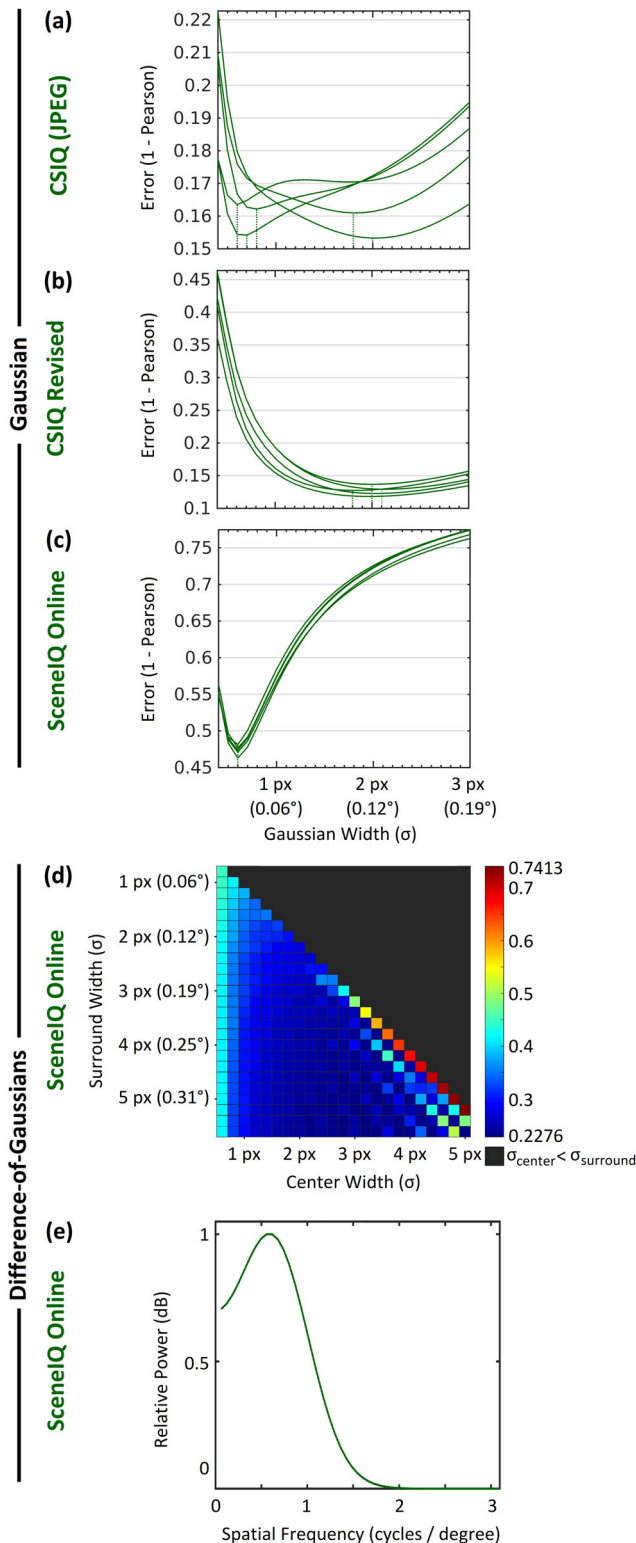 Gaussian
(a)
CSIQ (JPEG)
Error (1 - Pearson)
0.22
0.21
0.2
0.19
0.18
0.17
0.16
0.15
(b)
CSIQ Revised
Error (1 - Pearson)
0.45
0.4
0.35
0.3
0.25
0.2
0.15
0.1
(c)
SceneIQ Online
Error (1 - Pearson)
0.75
0.7
0.65
0.6
0.55
0.5
0.45
1 px 2 px 3 px
(0.06°) (0.12°) (0.19°)
Gaussian Width (σ)
Difference-of-Gaussians
(d)
SceneIQ Online
Surround Width (σ)
1 px (0.06°)
2 px (0.12°)
3 px (0.19°)
4 px (0.25°)
5 px (0.31°)
1 px 2 px 3 px 4 px 5 px
Center Width (σ)
0.7413
0.7
0.6
0.5
0.4
0.3
0.2276
σcenter< σsurround
(e)
SceneIQ Online
Relative Power (dB)
1
0.5
0
0 1 2 3
Spatial Frequency (cycles / degree)